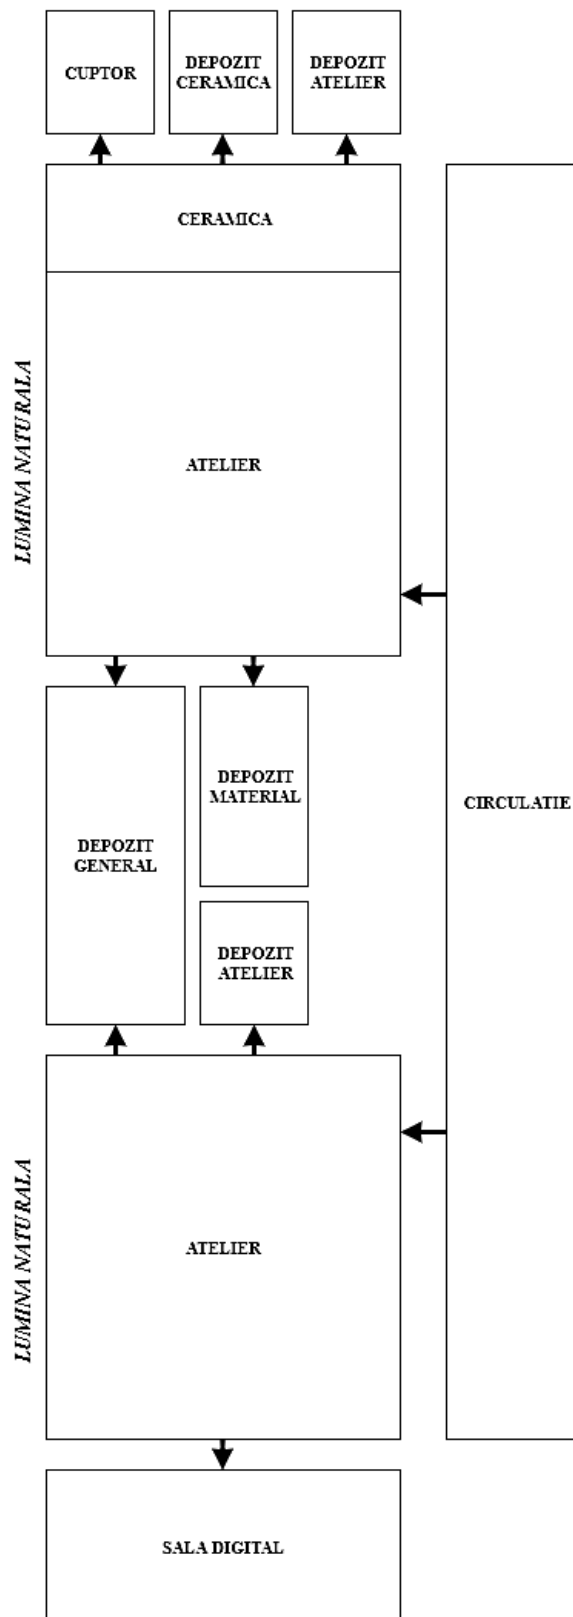 CUPTOR
DEPOZIT
CERAMICA
DEPOZIT
ATELIER
CERAMICA
LUMINA NATURALA
ATELIER
DEPOZIT
GENERAL
DEPOZIT
MATERIAL
CIRCULATIE
DEPOZIT
ATELIER
LUMINA NATURALA
ATELIER
SALA DIGITAL